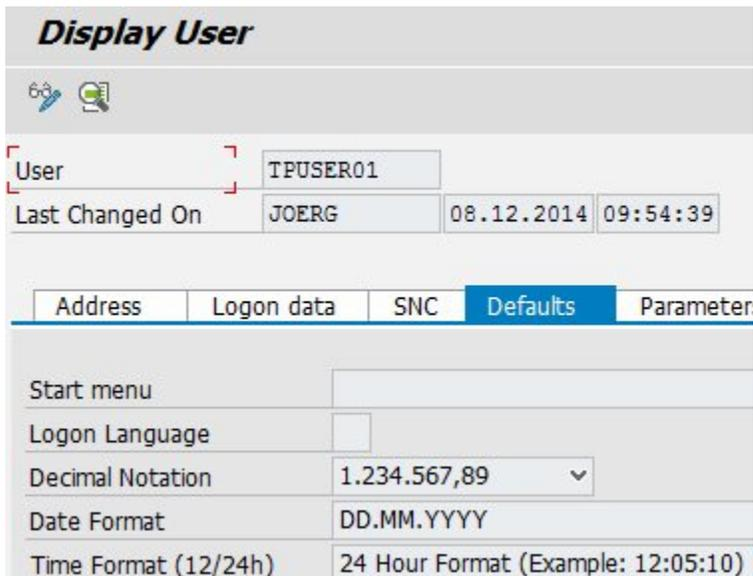 Display User
User TPUSER01
Last Changed On JOERG 08.12.2014 09:54:39
Address Logon data SNC Defaults Parameter
Start menu
Logon Language
Decimal Notation 1.234.567,89
Date Format DD.MM.YYYY
Time Format (12/24h) 24 Hour Format (Example: 12:05:10)